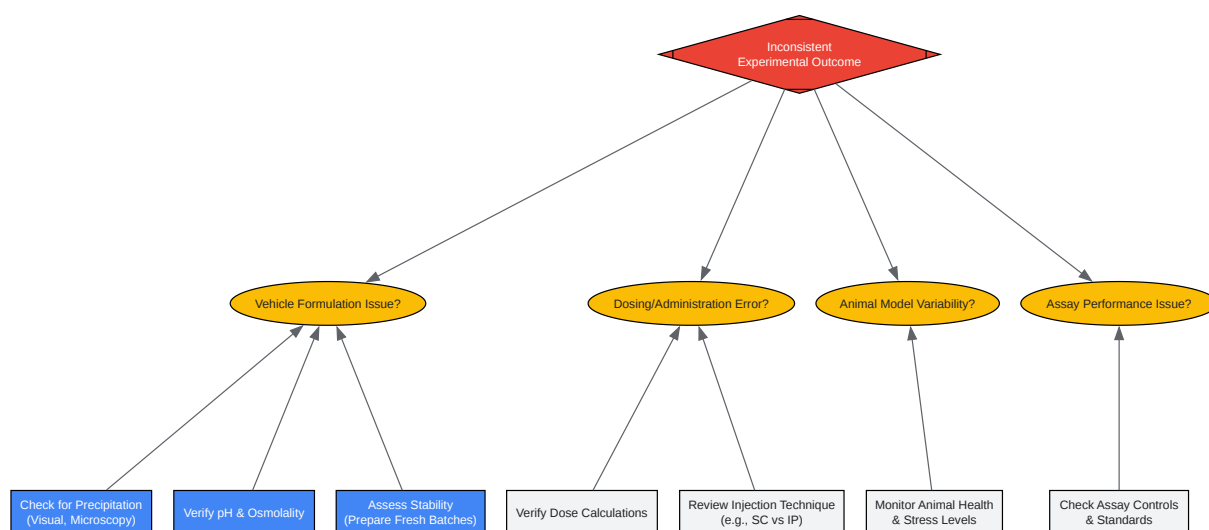 Inconsistent
Experimental Outcome
Vehicle Formulation Issue?
Dosing/Administration Error?
Animal Model Variability?
Assay Performance Issue?
Check for Precipitation
(Visual, Microscopy)
Verify pH & Osmolality
Assess Stability
(Prepare Fresh Batches)
Verify Dose Calculations
Review Injection Technique
(e.g., SC vs IP)
Monitor Animal Health
& Stress Levels
Check Assay Controls
& Standards